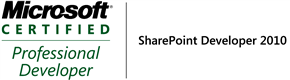 Microsoft
CERTIFIED
Professional
Developer
SharePoint Developer 2010